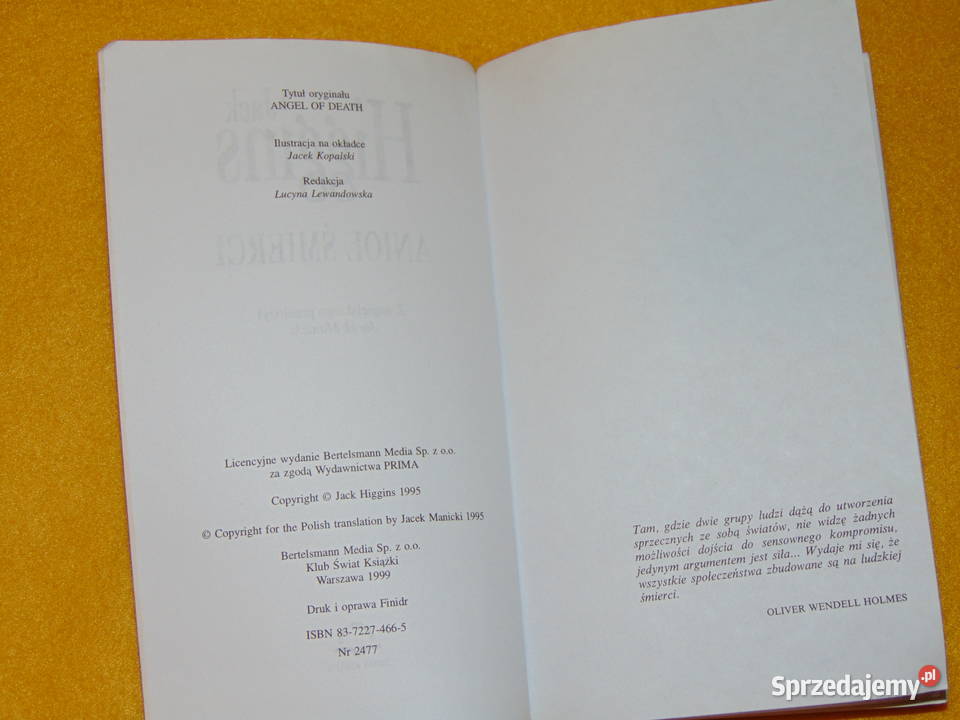 Tytuł oryginału
ANGEL OF DEATH
Ilustracja na okładce
Jacek Kopalski
Redakcja
Lucyna Lewandowska
Licencyjne wydanie Bertelsmann Media Sp. z o.o.
za zgodą Wydawnictwa PRIMA
Copyright © Jack Higgins 1995
© Copyright for the Polish translation by Jacek Manicki 1995
Bertelsmann Media Sp. z o.o.
Klub Świat Książki
Warszawa 1999
Druk i oprawa Finidr
ISBN 83-7227-466-5
Nr 2477
Tam, gdzie dwie grupy ludzi dążą do utworzenia
sprzecznych ze sobą światów, nie widzę żadnych
możliwości dojścia do sensownego kompromisu,
jedynym argumentem jest siła... Wydaje mi się, że
wszystkie społeczeństwa zbudowane są na ludzkiej
śmierci.
OLIVER WENDELL HOLMES
Jack
Higgins
ANIOŁ ŚMIERCI
Sprzedajemy.pl